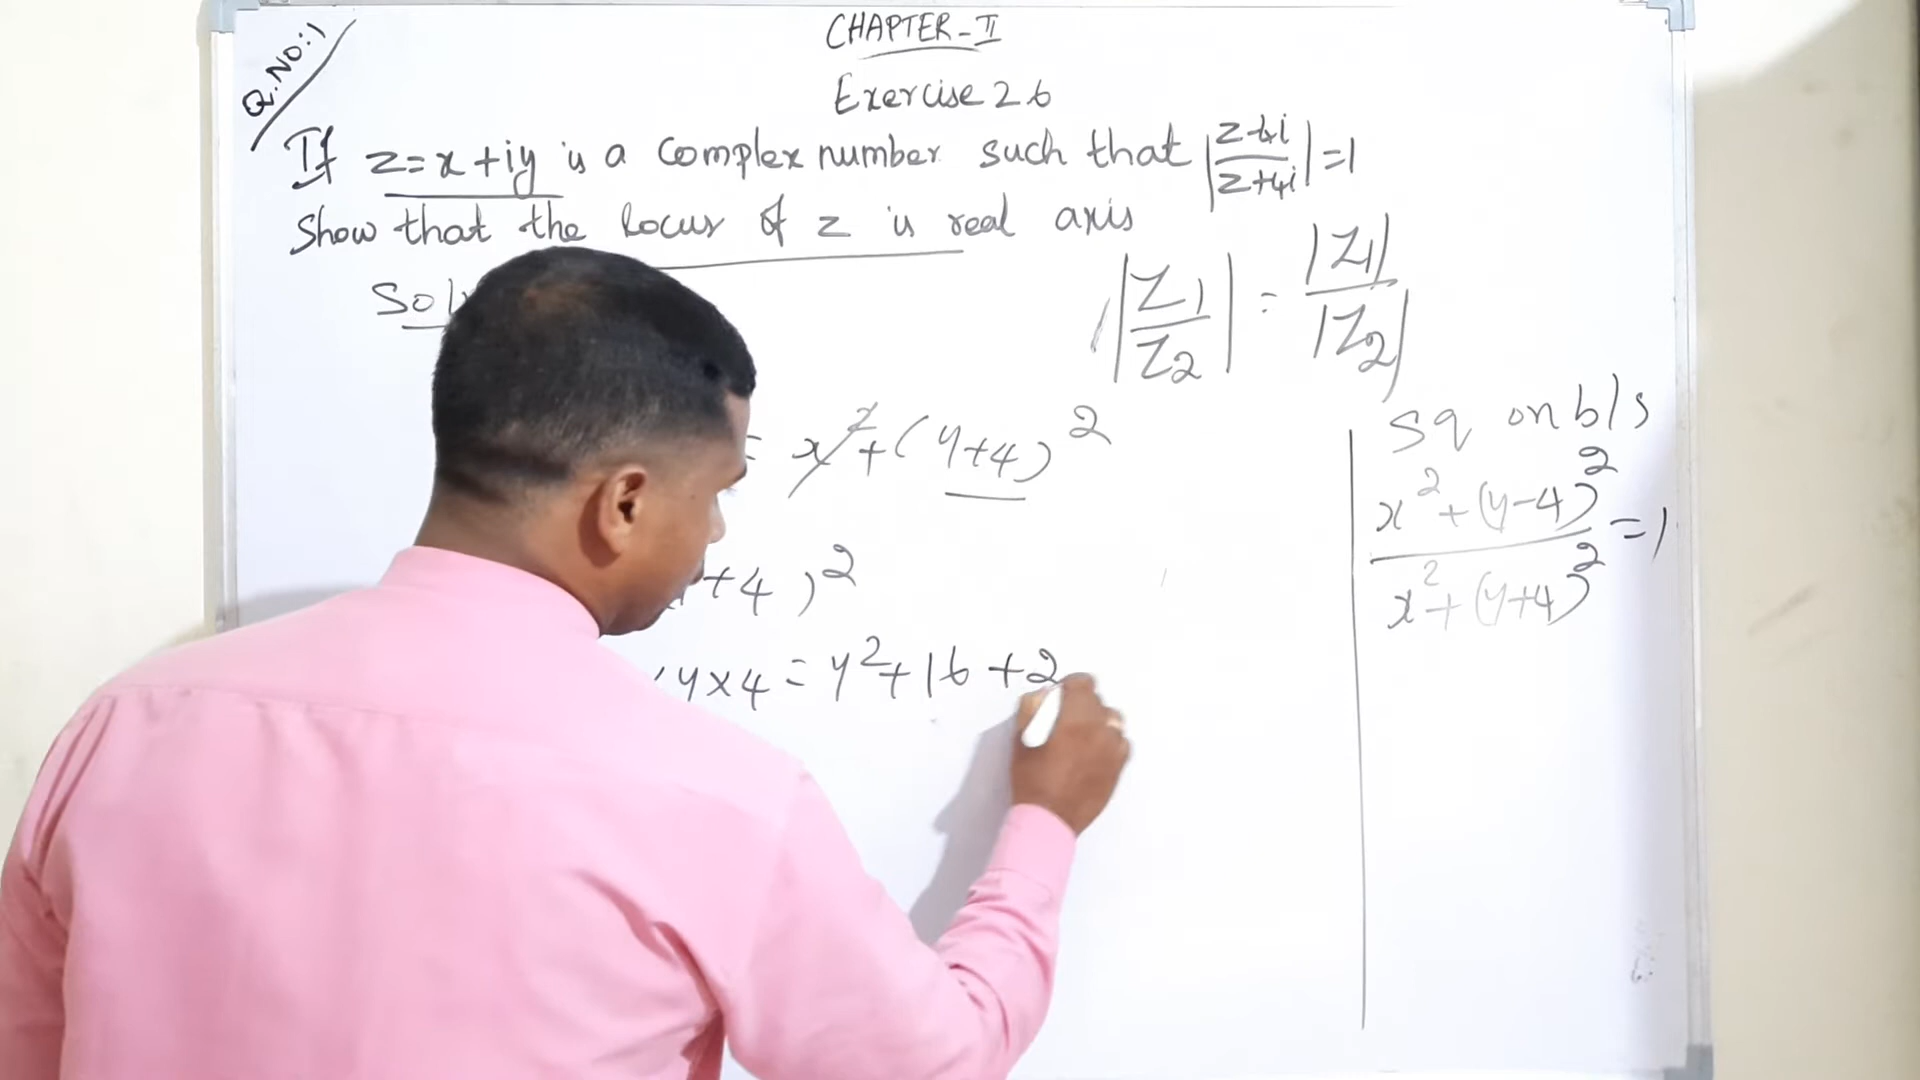 CHAPTER-II
Q.NO:1
Exercise 2.6
If z=x+iy is a complex number such that |z-4i/z+4i|=1
Show that the locus of z is real axis
Sol
|Z1/Z2| = |Z1|/|Z2|
= x²+(y+4)²
+4)²
y×4 = y²+16+2
sq on b/s
x²+(y-4)²/x²+(y+4)² =1